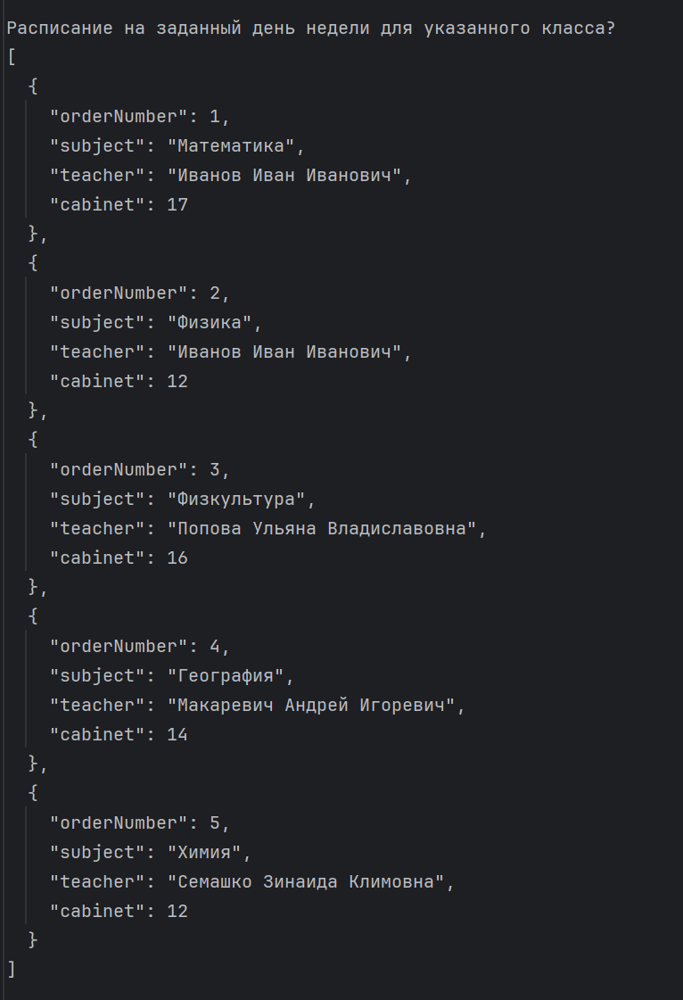 Расписание на заданный день недели для указанного класса?
[
  {
    "orderNumber": 1,
    "subject": "Математика",
    "teacher": "Иванов Иван Иванович",
    "cabinet": 17
  },
  {
    "orderNumber": 2,
    "subject": "Физика",
    "teacher": "Иванов Иван Иванович",
    "cabinet": 12
  },
  {
    "orderNumber": 3,
    "subject": "Физкультура",
    "teacher": "Попова Ульяна Владиславовна",
    "cabinet": 16
  },
  {
    "orderNumber": 4,
    "subject": "География",
    "teacher": "Макаревич Андрей Игоревич",
    "cabinet": 14
  },
  {
    "orderNumber": 5,
    "subject": "Химия",
    "teacher": "Семашко Зинаида Климовна",
    "cabinet": 12
  }
]